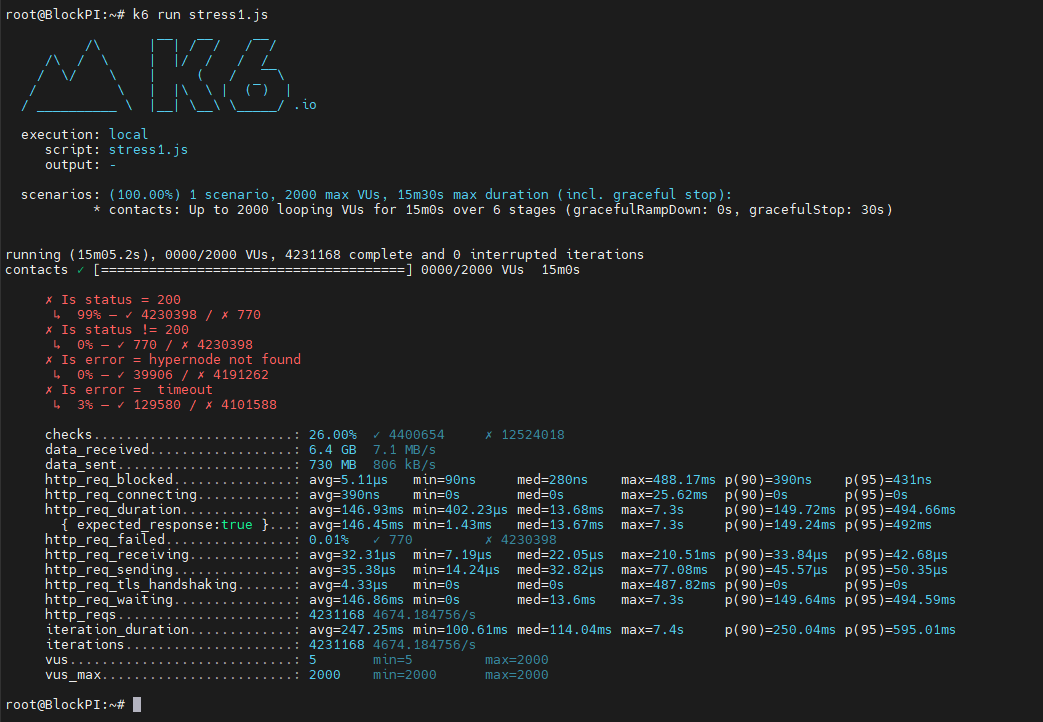 root@BlockPI:~# k6 run stress1.js
.io
execution: local
script: stress1.js
output: -
scenarios: (100.00%) 1 scenario, 2000 max VUs, 15m30s max duration (incl. graceful stop):
* contacts: Up to 2000 looping VUs for 15m0s over 6 stages (gracefulRampDown: 0s, gracefulStop: 30s)
running (15m05.2s), 0000/2000 VUs, 4231168 complete and 0 interrupted iterations
contacts ✓ [======================================] 0000/2000 VUs  15m0s
✗ Is status = 200
↳  99% — ✓ 4230398 / ✗ 770
✗ Is status != 200
↳  0% — ✓ 770 / ✗ 4230398
✗ Is error = hypernode not found
↳  0% — ✓ 39906 / ✗ 4191262
✗ Is error =  timeout
↳  3% — ✓ 129580 / ✗ 4101588
checks.........................: 26.00%  ✓ 4400654     ✗ 12524018
data_received..................: 6.4 GB  7.1 MB/s
data_sent......................: 730 MB  806 kB/s
http_req_blocked...............: avg=5.11µs   min=90ns     med=280ns    max=488.17ms p(90)=390ns    p(95)=431ns
http_req_connecting............: avg=390ns    min=0s       med=0s       max=25.62ms  p(90)=0s       p(95)=0s
http_req_duration..............: avg=146.93ms min=402.23µs med=13.68ms  max=7.3s     p(90)=149.72ms p(95)=494.66ms
{ expected_response:true }...: avg=146.45ms min=1.43ms   med=13.67ms  max=7.3s     p(90)=149.24ms p(95)=492ms
http_req_failed................: 0.01%   ✓ 770         ✗ 4230398
http_req_receiving.............: avg=32.31µs  min=7.19µs   med=22.05µs  max=210.51ms p(90)=33.84µs  p(95)=42.68µs
http_req_sending...............: avg=35.38µs  min=14.24µs  med=32.82µs  max=77.08ms  p(90)=45.57µs  p(95)=50.35µs
http_req_tls_handshaking.......: avg=4.33µs   min=0s       med=0s       max=487.82ms p(90)=0s       p(95)=0s
http_req_waiting...............: avg=146.86ms min=0s       med=13.6ms   max=7.3s     p(90)=149.64ms p(95)=494.59ms
http_reqs......................: 4231168 4674.184756/s
iteration_duration.............: avg=247.25ms min=100.61ms med=114.04ms max=7.4s     p(90)=250.04ms p(95)=595.01ms
iterations.....................: 4231168 4674.184756/s
vus............................: 5       min=5         max=2000
vus_max........................: 2000    min=2000      max=2000
root@BlockPI:~#